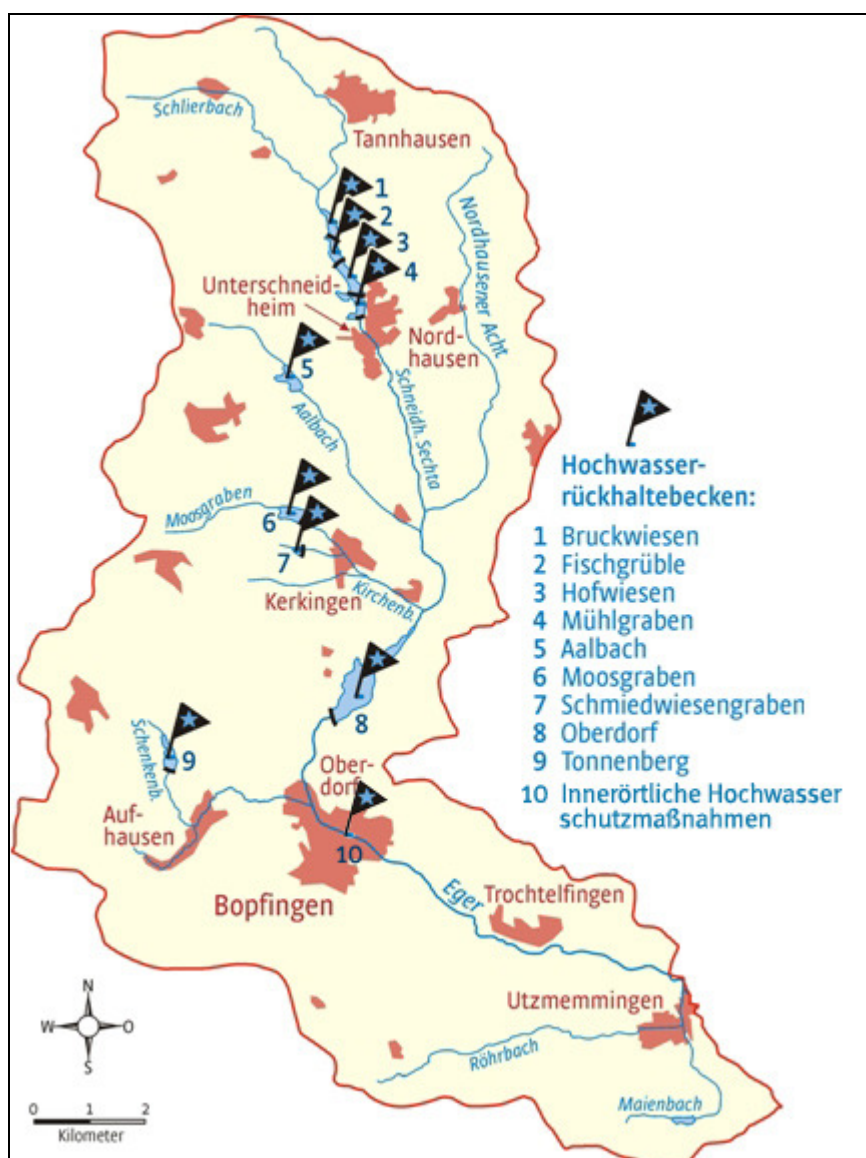 Schlierbach
Tannhausen
1
2
3
4
Nordhausener Acht
Unterschneid-
heim
Nord-
hausen
5
Aalbach
Schneidh. Sechta
Hochwasser-
rückhaltebecken:
1 Bruckwiesen
2 Fischgrüble
3 Hofwiesen
4 Mühlgraben
5 Aalbach
6 Moosgraben
7 Schmiedwiesengraben
8 Oberdorf
9 Tonnenberg
10 Innerörtliche Hochwasser
schutzmaßnahmen
Moosgraben
6
7
Kerkingen
Kirchenb.
8
Schenkenb.
9
Ober-
dorf
Auf-
hausen
10
Bopfingen
Eger
Trochtelfingen
Utzmemmingen
Röhrbach
Maienbach
N
W
O
S
0 1 2
Kilometer